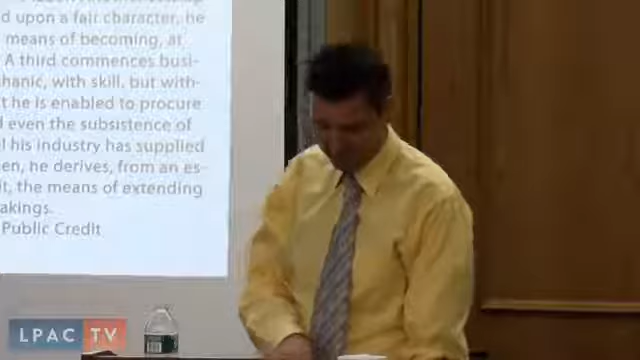 d upon a fair character, he
means of becoming, at
A third commences busi-
hanic, with skill, but with-
t he is enabled to procure
d even the subsistence of
l his industry has supplied
en, he derives, from an es-
it, the means of extending
akings.
Public Credit
LPAC TV